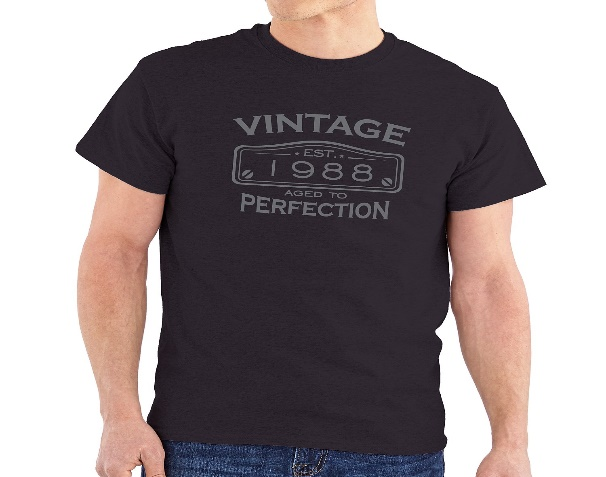 VINTAGE
EST.
1988
AGED TO
PERFECTION